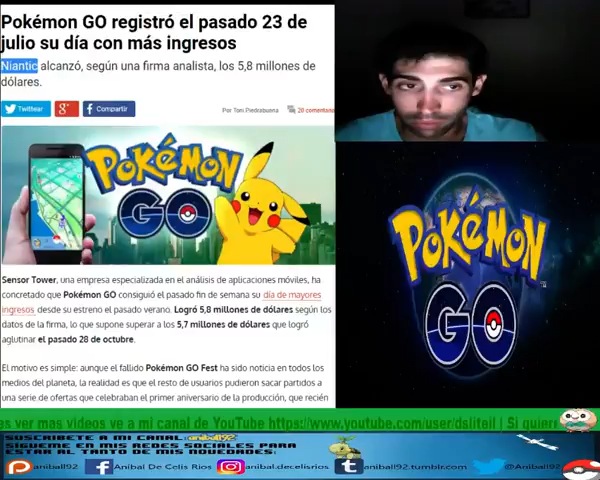 Pokémon GO registró el pasado 23 de
julio su día con más ingresos
Niantic alcanzó, según una firma analista, los 5,8 millones de
dólares.
Twittear
g+
Compartir
Por Toni Piedrabuena
20 comentarios
POKÉMON
GO
Sensor Tower, una empresa especializada en el análisis de aplicaciones móviles, ha
concretado que Pokémon GO consiguió el pasado fin de semana su día de mayores
ingresos desde su estreno el pasado verano. Logró 5,8 millones de dólares según los
datos de la firma, lo que supone superar a los 5,7 millones de dólares que logró
aglutinar el pasado 28 de octubre.
El motivo es simple: aunque el fallido Pokémon GO Fest ha sido noticia en todos los
medios del planeta, la realidad es que el resto de usuarios pudieron sacar partidos a
una serie de ofertas que celebraban el primer aniversario de la producción, que recién
POKÉMON
GO
es ver mas videos ve a mi canal de YouTube https://www.youtube.com/user/dsliteil | Si quier
SUSCRIBETE A MI CANAL: aniball92
SIGUEME EN MIS REDES SOCIALES PARA
ESTAR AL TANTO DE MIS NOVEDADES:
aniball92
Aníbal De Celis Rios
anibal.decelisrios
aniball92.tumblr.com
@Aniball92